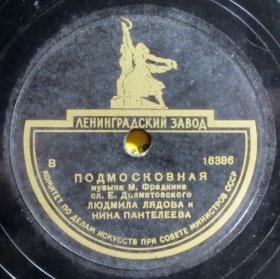 ЛЕНИНГРАДСКИЙ ЗАВОД
В 16386
ПОДМОСКОВНАЯ
музыка М. Фрадкина
сл. Е. Долматовского
ЛЮДМИЛА ЛЯДОВА и
НИНА ПАНТЕЛЕЕВА
КОМИТЕТ ПО ДЕЛАМ ИСКУССТВ ПРИ СОВЕТЕ МИНИСТРОВ СССР